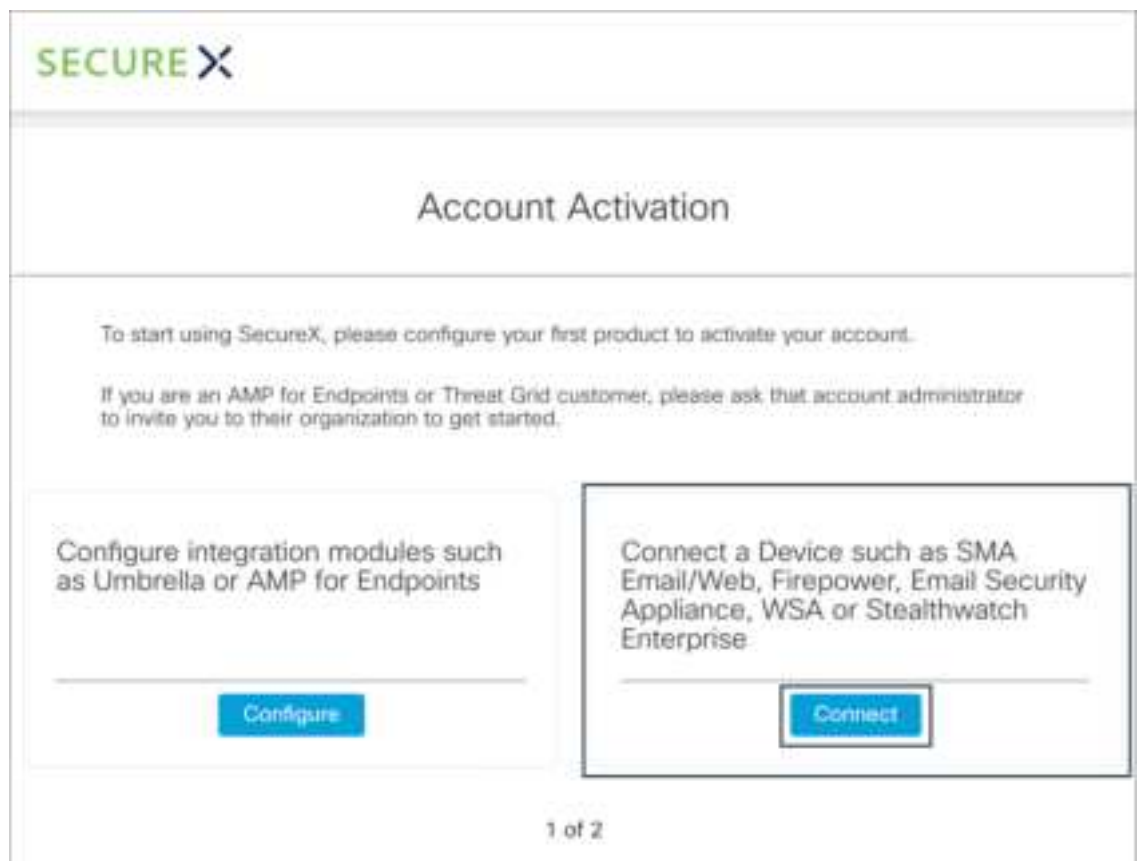 SECURE X
Account Activation
To start using SecureX, please configure your first product to activate your account.
If you are an AMP for Endpoints or Threat Grid customer, please ask that account administrator
to invite you to their organization to get started.
Configure integration modules such
as Umbrella or AMP for Endpoints
Configure
Connect a Device such as SMA
Email/Web, Firepower, Email Security
Appliance, WSA or Stealthwatch
Enterprise
Connect
1 of 2